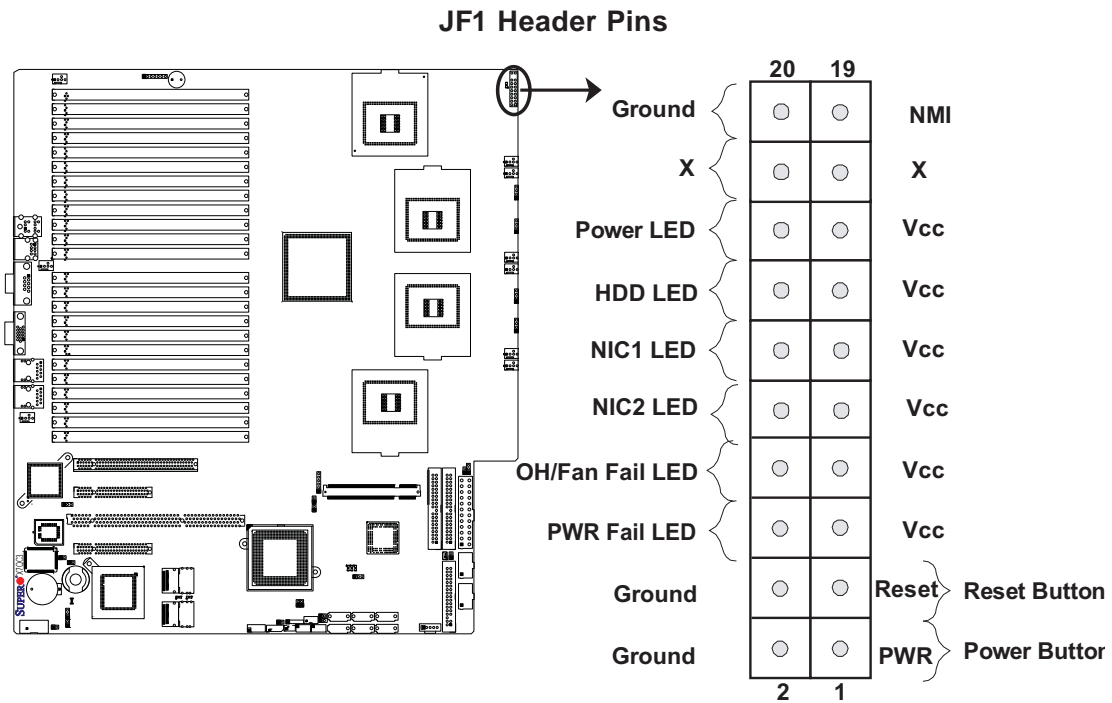 JF1 Header Pins
20 19
Ground NMI
X X
Power LED Vcc
HDD LED Vcc
NIC1 LED Vcc
NIC2 LED Vcc
OH/Fan Fail LED Vcc
PWR Fail LED Vcc
Ground Reset Reset Button
Ground PWR Power Button
2 1
SUPER